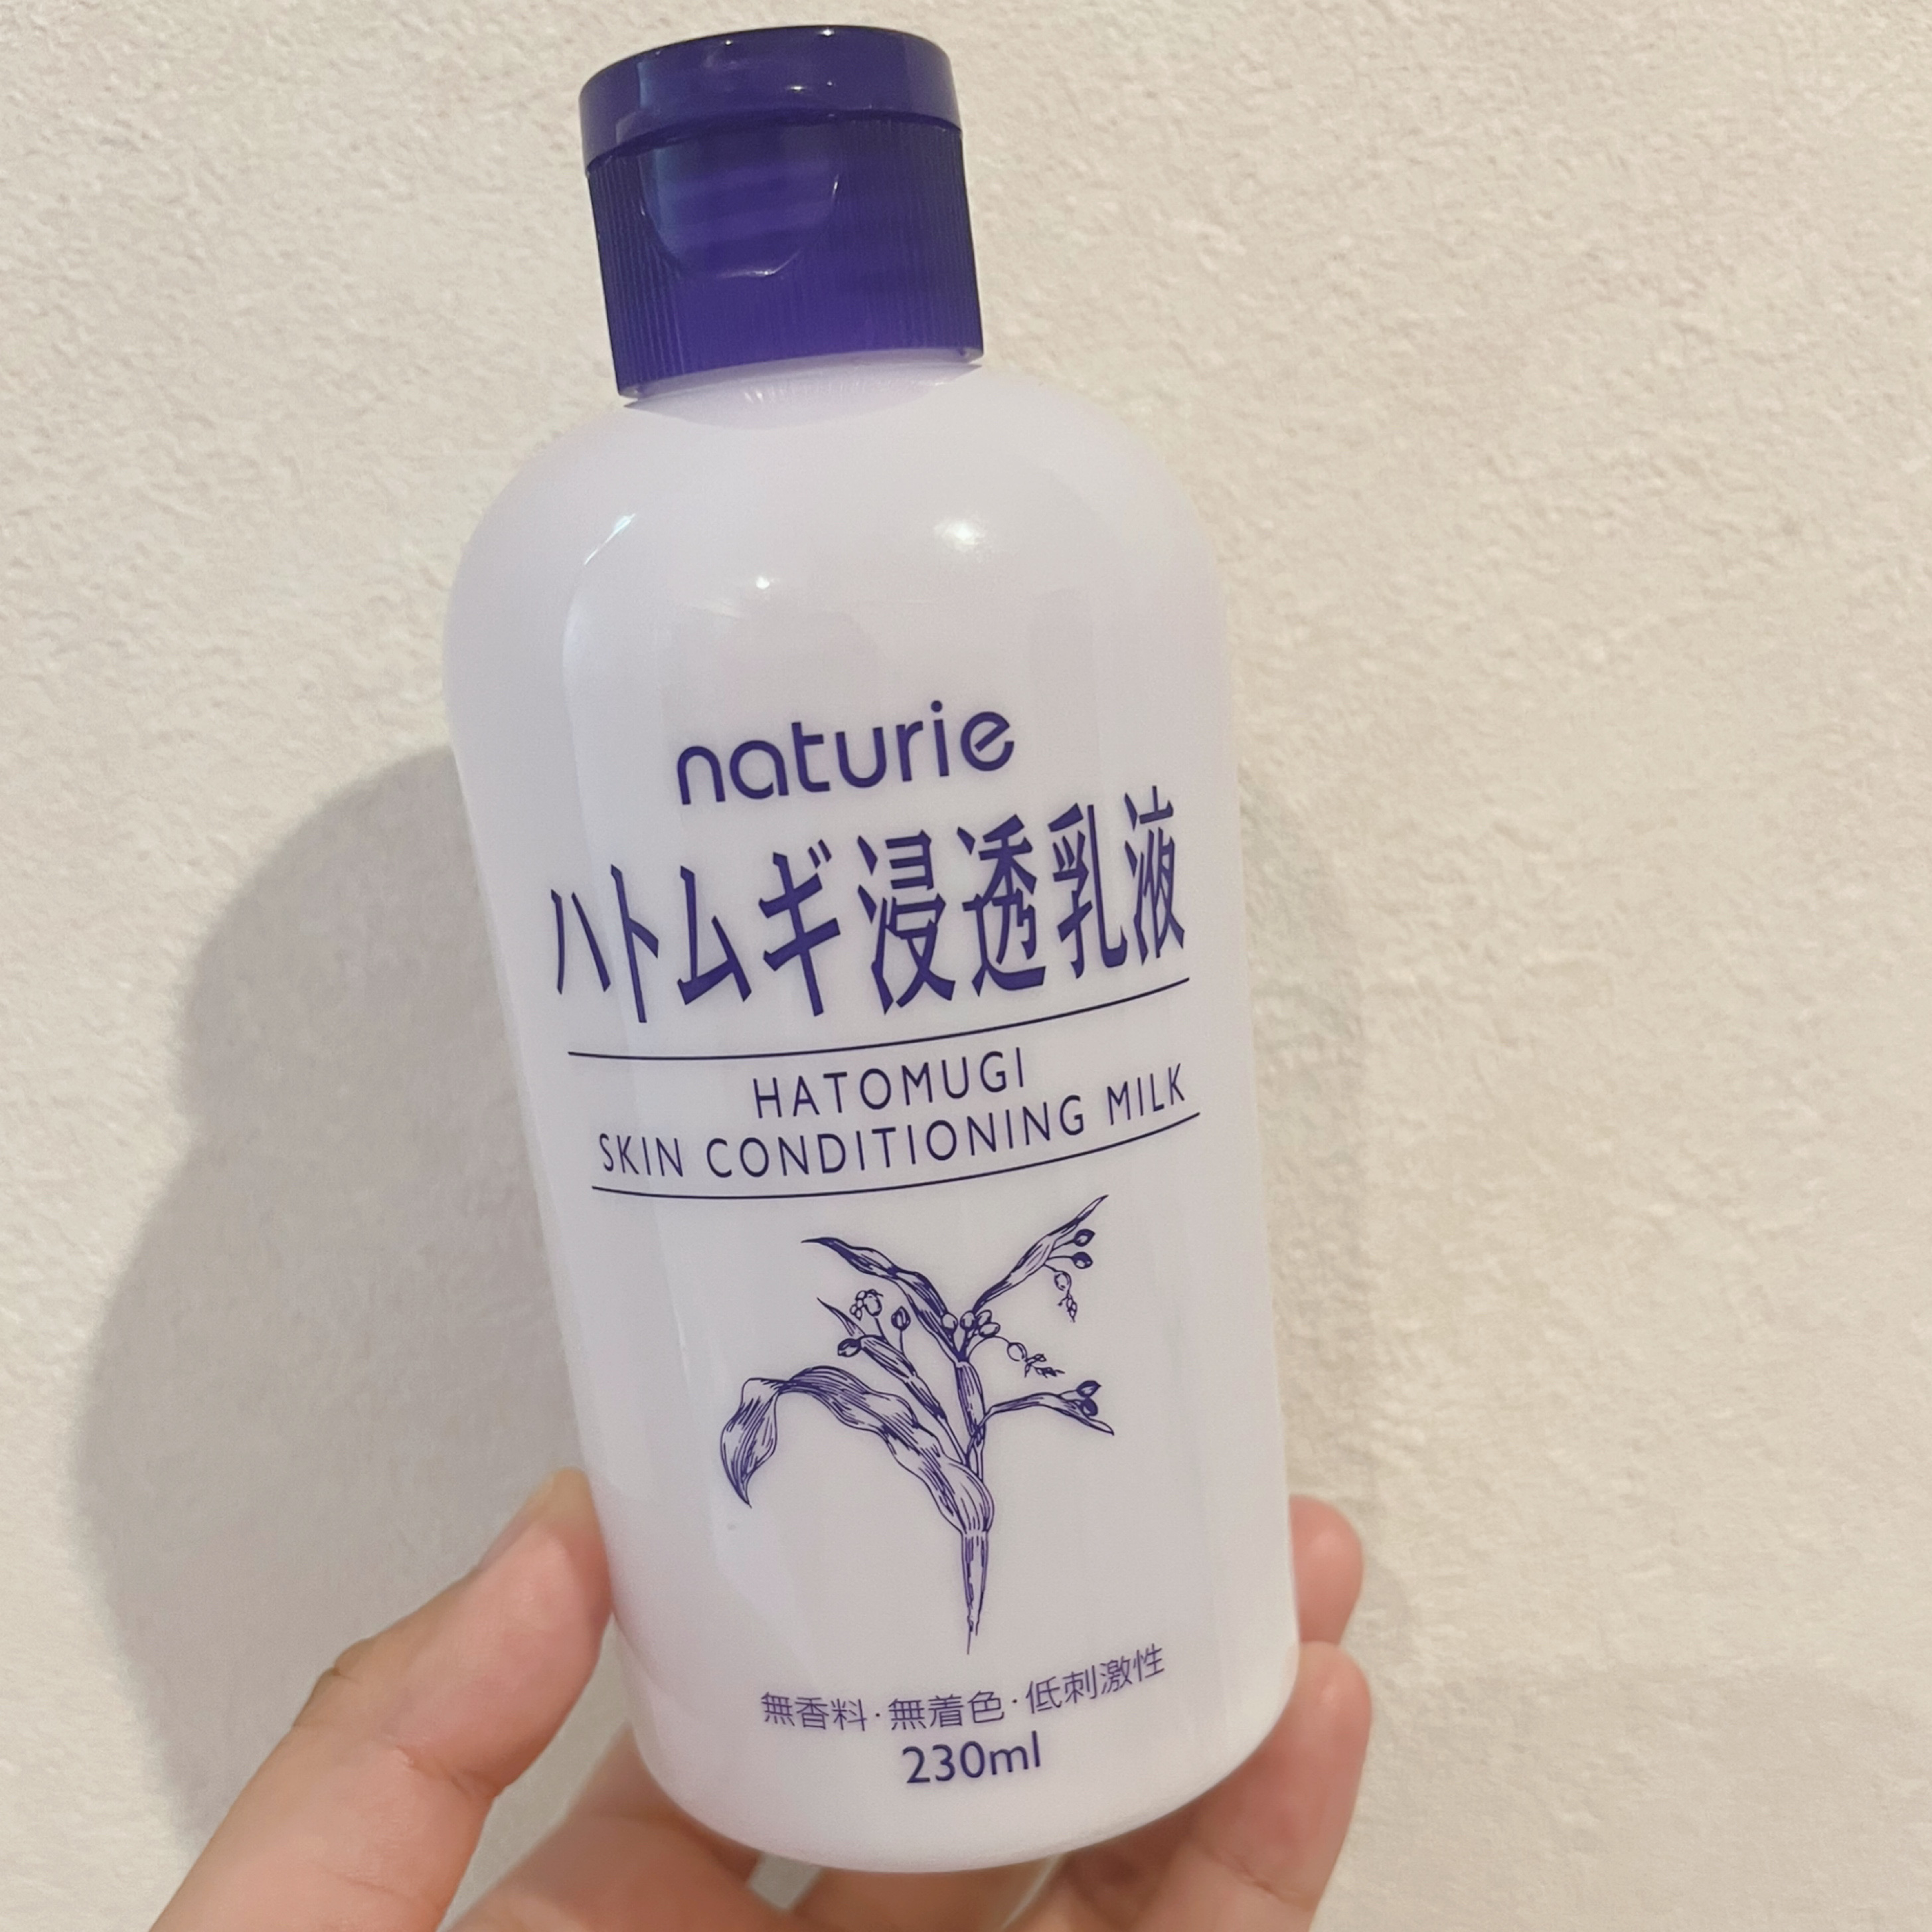 naturie
ハトムギ浸透乳液
HATOMUGI
SKIN CONDITIONING MILK
無香料·無着色·低刺激性
230ml